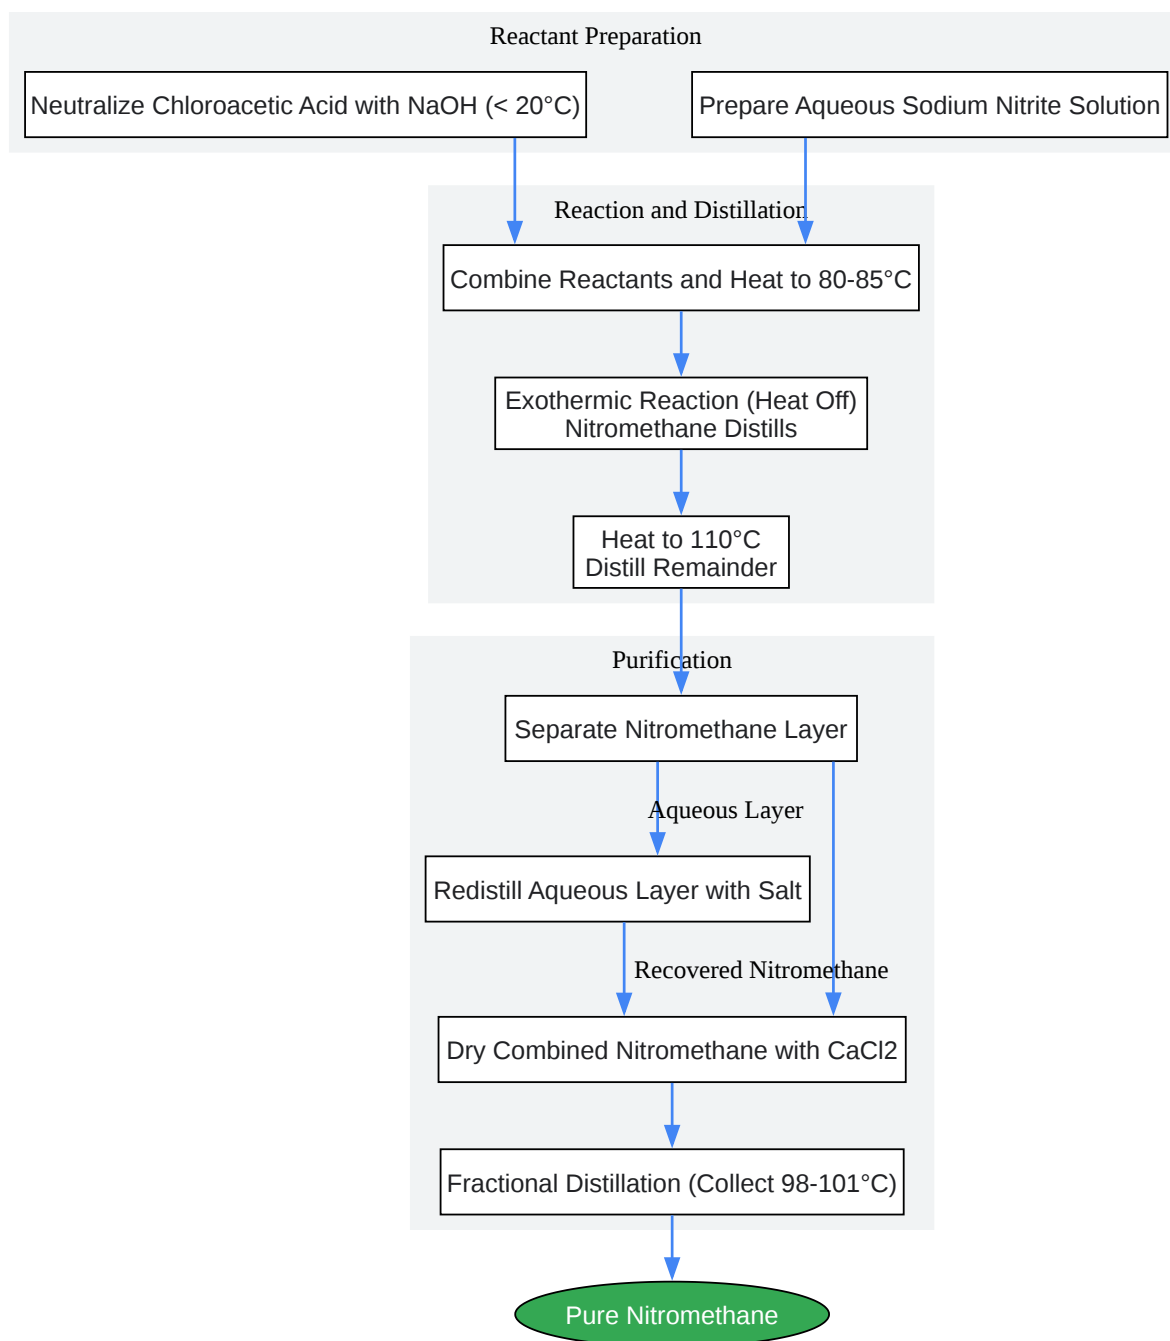 Reactant Preparation
Neutralize Chloroacetic Acid with NaOH (< 20°C)
Prepare Aqueous Sodium Nitrite Solution
Reaction and Distillation
Combine Reactants and Heat to 80-85°C
Exothermic Reaction (Heat Off)
Nitromethane Distills
Heat to 110°C
Distill Remainder
Purification
Separate Nitromethane Layer
Aqueous Layer
Redistill Aqueous Layer with Salt
Recovered Nitromethane
Dry Combined Nitromethane with CaCl2
Fractional Distillation (Collect 98-101°C)
Pure Nitromethane